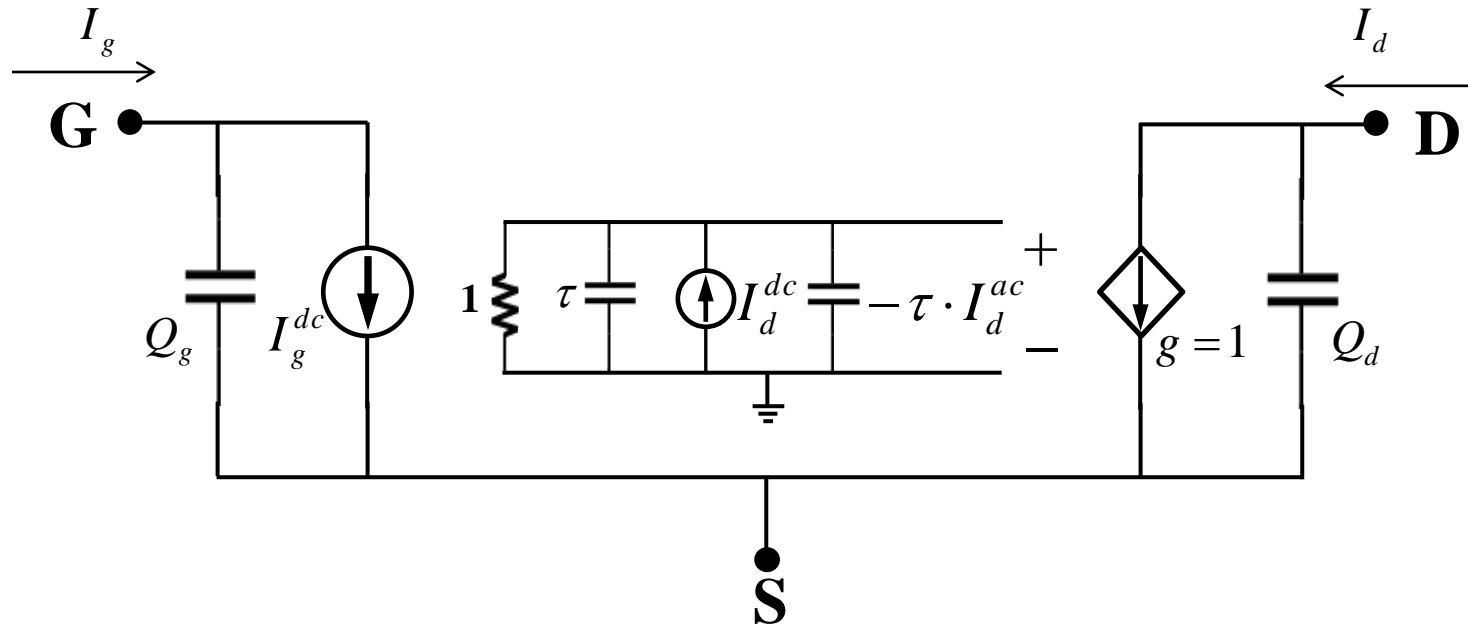 I_g
I_d
G
D
+
1
τ
I_d^{dc}
− τ · I_d^{ac}
Q_g
I_g^{dc}
−
g = 1
Q_d
S